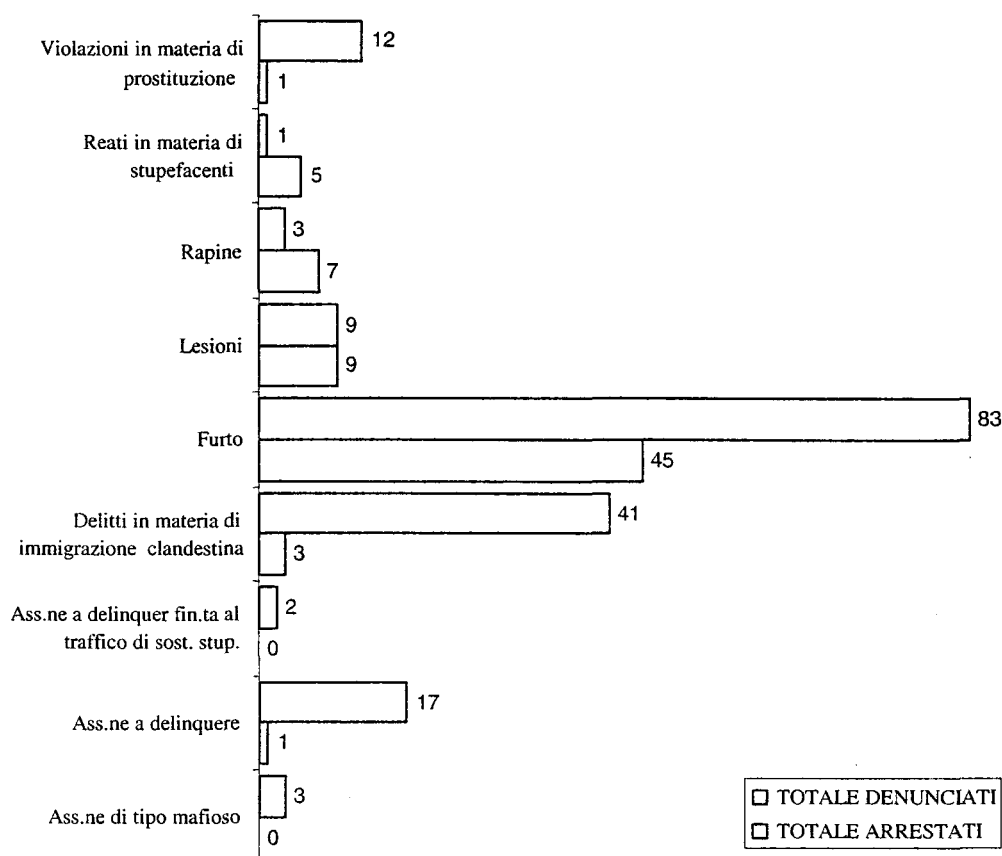 Violazioni in materia di
prostituzione
12
1
Reati in materia di
stupefacenti
1
5
Rapine
3
7
Lesioni
9
9
Furto
83
45
Delitti in materia di
immigrazione clandestina
41
3
Ass.ne a delinquer fin.ta al
traffico di sost. stup.
2
0
Ass.ne a delinquere
17
1
Ass.ne di tipo mafioso
3
0
TOTALE DENUNCIATI
TOTALE ARRESTATI